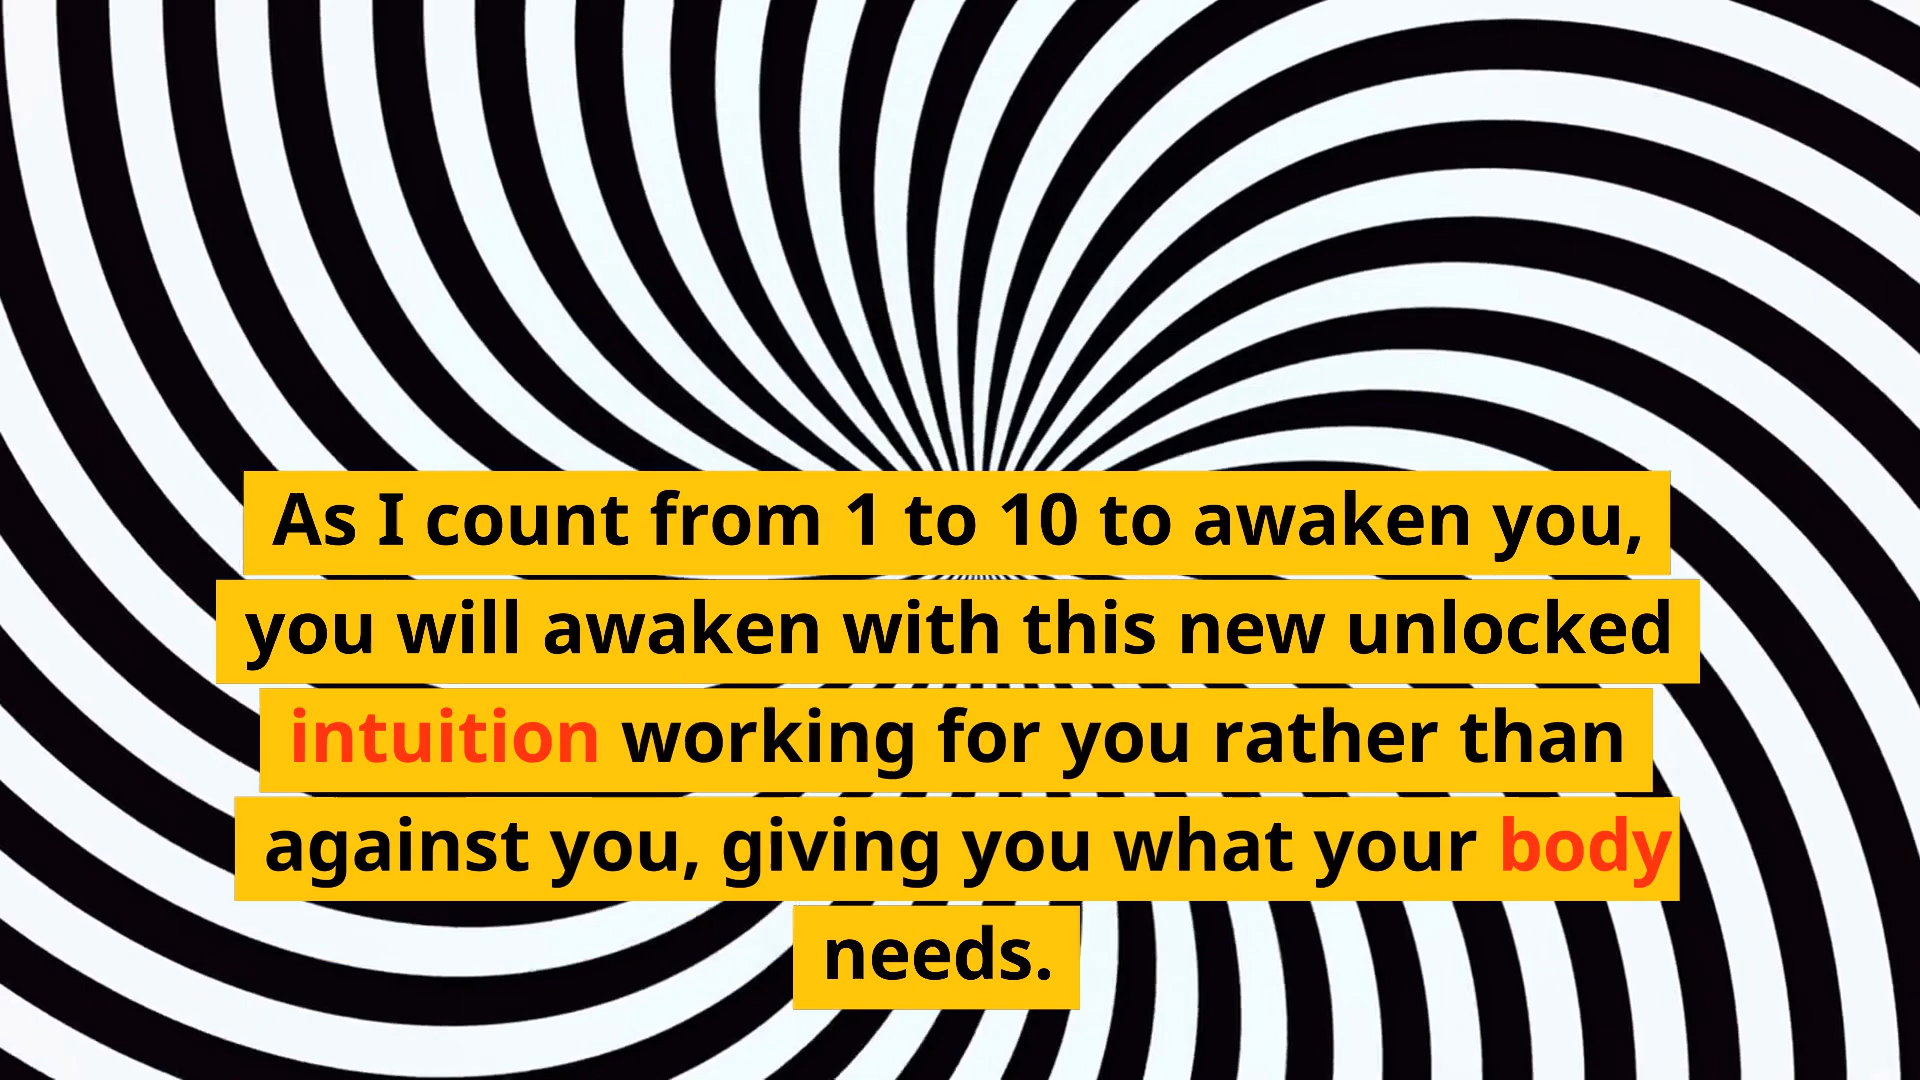 As I count from 1 to 10 to awaken you,
you will awaken with this new unlocked
intuition working for you rather than
against you, giving you what your body
needs.